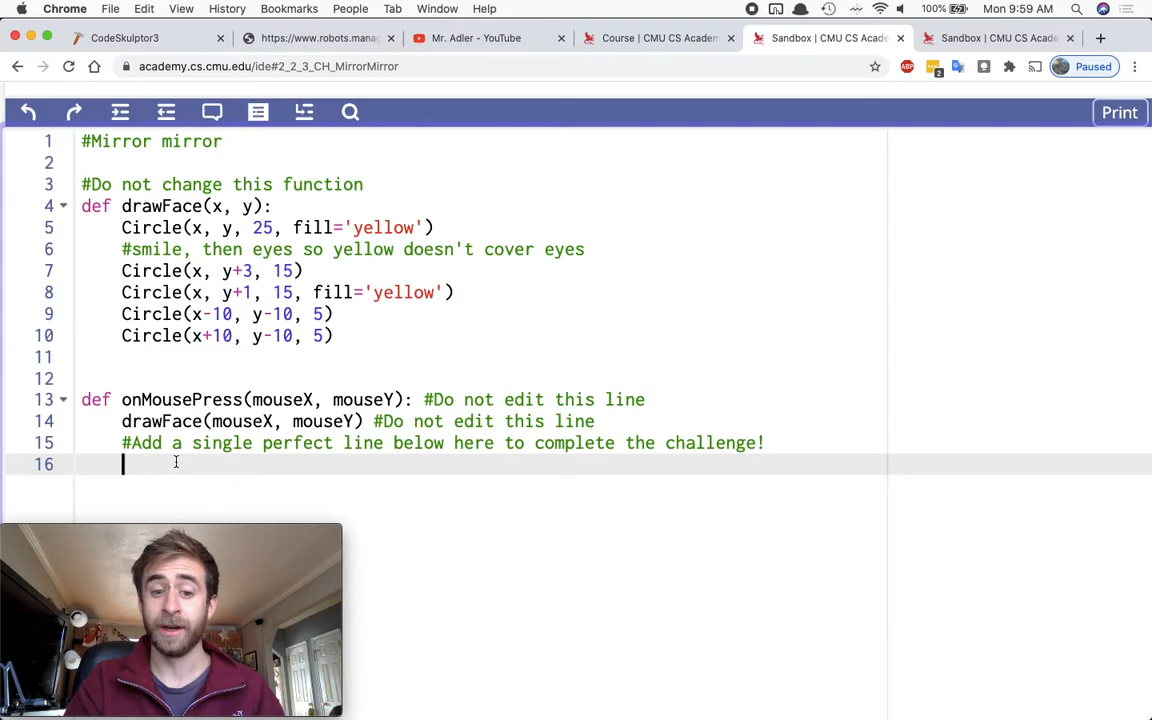 Chrome File Edit View History Bookmarks People Tab Window Help 100% Mon 9:59 AM
CodeSkulptor3 https://www.robots.mana Mr. Adler - YouTube Course | CMU CS Academ Sandbox | CMU CS Acade Sandbox | CMU CS Acade
academy.cs.cmu.edu/ide#2_2_3_CH_MirrorMirror 2 Paused
Print
1 #Mirror mirror
2
3 #Do not change this function
4 def drawFace(x, y):
5 Circle(x, y, 25, fill='yellow')
6 #smile, then eyes so yellow doesn't cover eyes
7 Circle(x, y+3, 15)
8 Circle(x, y+1, 15, fill='yellow')
9 Circle(x-10, y-10, 5)
10 Circle(x+10, y-10, 5)
11
12
13 def onMousePress(mouseX, mouseY): #Do not edit this line
14 drawFace(mouseX, mouseY) #Do not edit this line
15 #Add a single perfect line below here to complete the challenge!
16